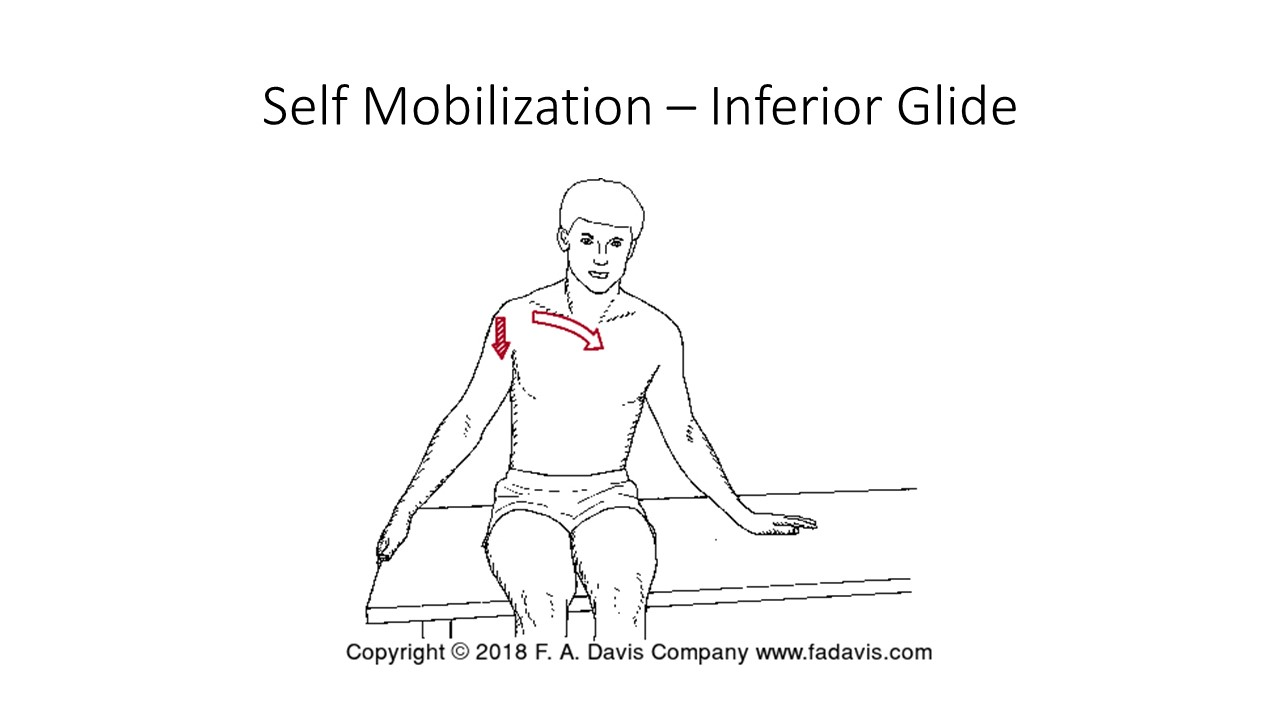 Self Mobilization – Inferior Glide
Copyright © 2018 F. A. Davis Company www.fadavis.com